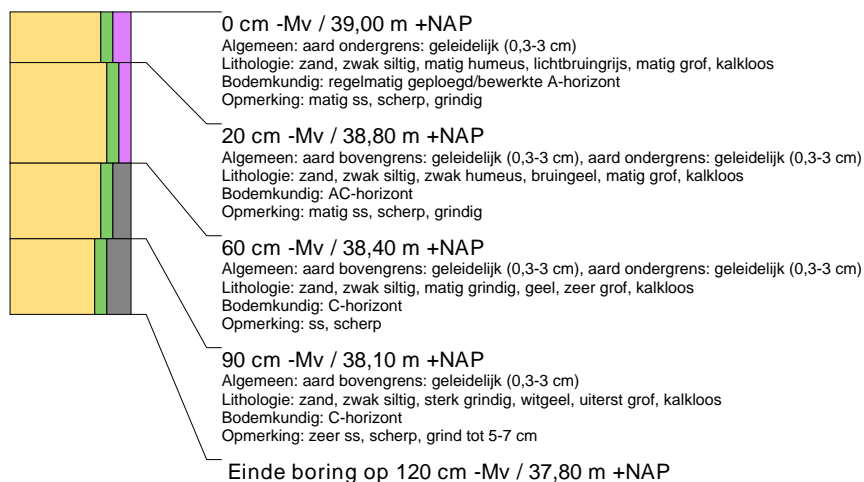 0 cm -Mv / 39,00 m +NAP
Algemeen: aard ondergrens: geleidelijk (0,3-3 cm)
Lithologie: zand, zwak siltig, matig humeus, lichtbruingrijs, matig grof, kalkloos
Bodemkundig: regelmatig geploegd/bewerkte A-horizont
Opmerking: matig ss, scherp, grindig
20 cm -Mv / 38,80 m +NAP
Algemeen: aard bovengrens: geleidelijk (0,3-3 cm), aard ondergrens: geleidelijk (0,3-3 cm)
Lithologie: zand, zwak siltig, zwak humeus, bruingeel, matig grof, kalkloos
Bodemkundig: AC-horizont
Opmerking: matig ss, scherp, grindig
60 cm -Mv / 38,40 m +NAP
Algemeen: aard bovengrens: geleidelijk (0,3-3 cm), aard ondergrens: geleidelijk (0,3-3 cm)
Lithologie: zand, zwak siltig, matig grindig, geel, zeer grof, kalkloos
Bodemkundig: C-horizont
Opmerking: ss, scherp
90 cm -Mv / 38,10 m +NAP
Algemeen: aard bovengrens: geleidelijk (0,3-3 cm)
Lithologie: zand, zwak siltig, sterk grindig, witgeel, uiterst grof, kalkloos
Bodemkundig: C-horizont
Opmerking: zeer ss, scherp, grind tot 5-7 cm
Einde boring op 120 cm -Mv / 37,80 m +NAP